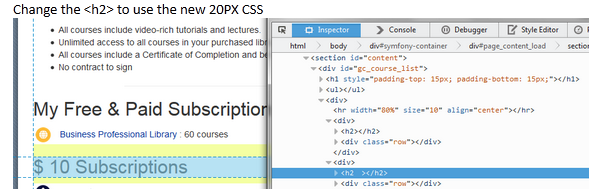 Change the <h2> to use the new 20PX CSS
All courses include video-rich tutorials and lectures.
Unlimited access to all courses in your purchased
All courses include a Certificate of Completion and
No contract to sign
My Free & Paid Subscription
Business Professional Library : 60 courses
$ 10 Subscriptions
Inspector Console Debugger Style Editor
html body div#symfony-container div#page_content_load section
<section id="content">
<div id="gc_course_list">
<h1 style="padding-top: 15px; padding-bottom: 15px;"></h1>
<ul></ul>
<div>
<hr width="80%" size="10" align="center"></hr>
<div>
<h2></h2>
<div class="row"></div>
</div>
<div>
<h2 ></h2>
<div class="row"></div>